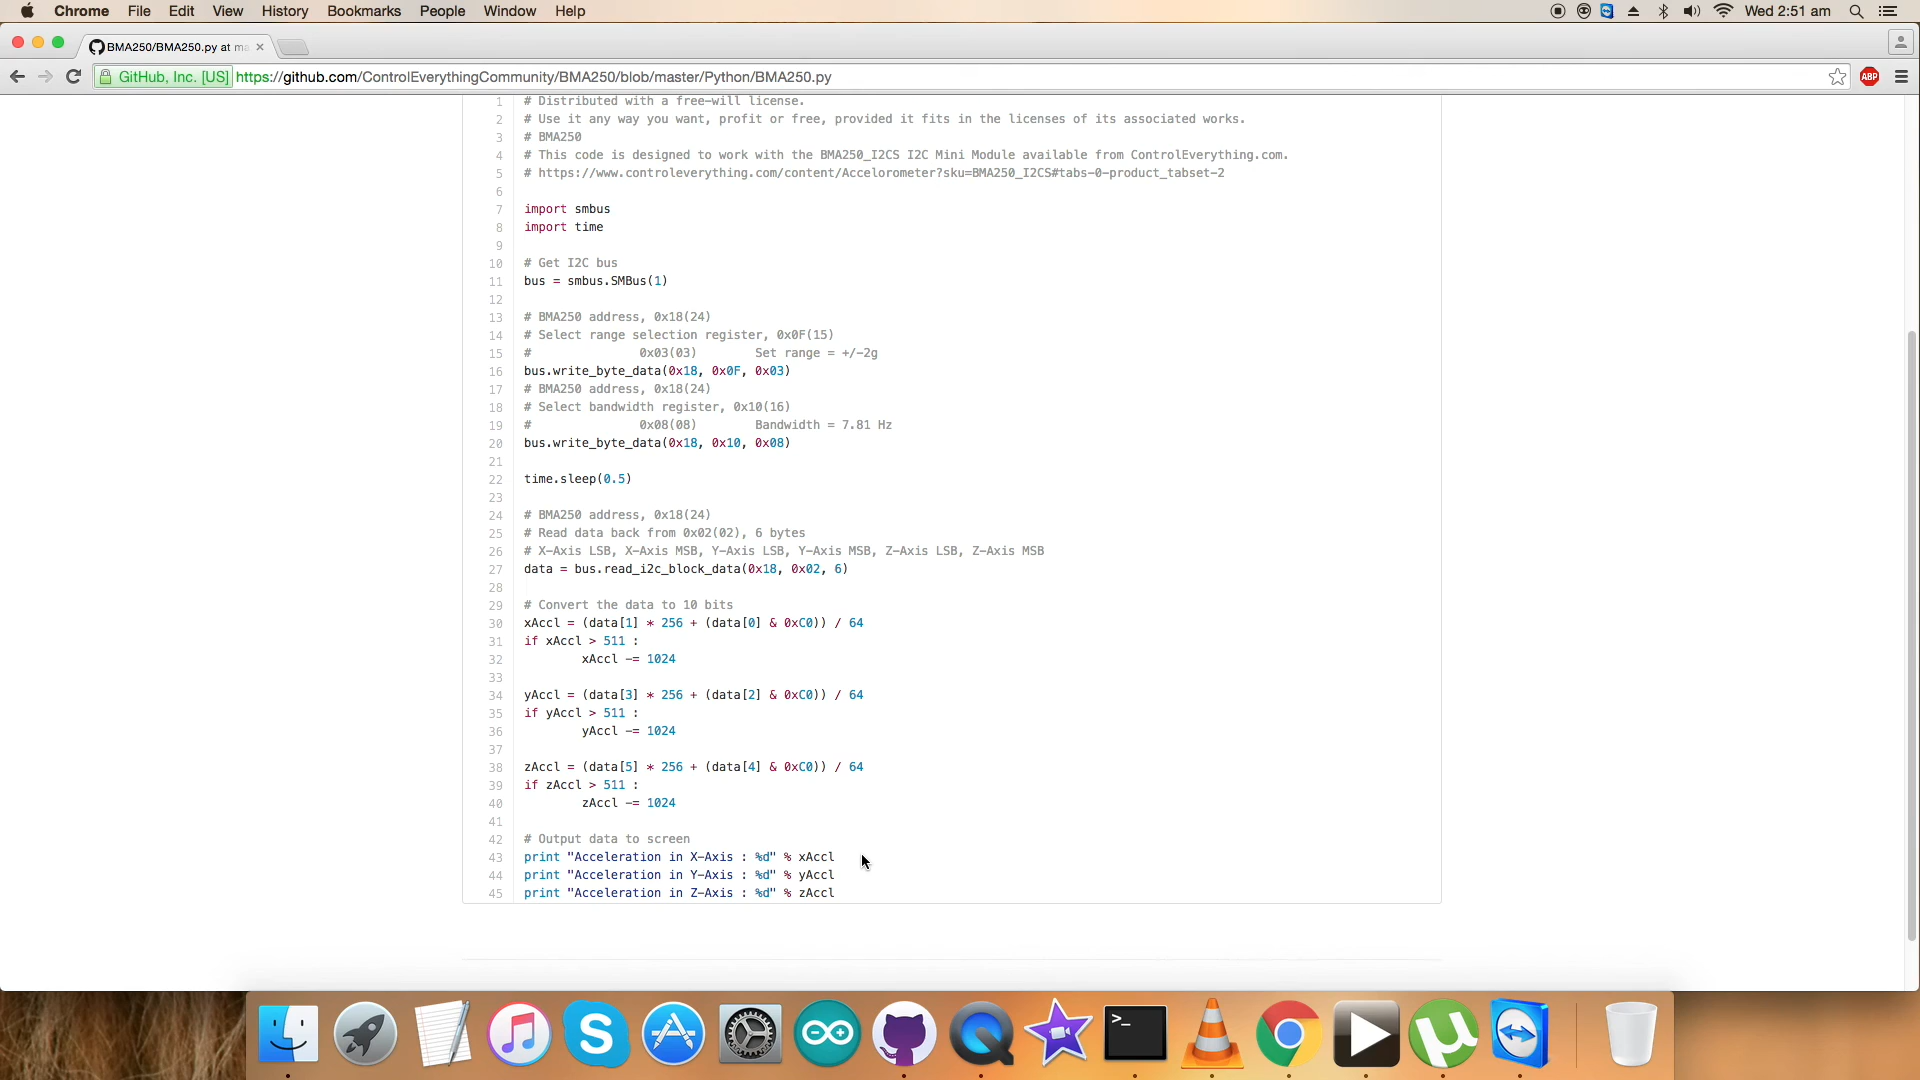 Chrome File Edit View History Bookmarks People Window Help Wed 2:51 am
BMA250/BMA250.py at ma
GitHub, Inc. [US] https://github.com/ControlEverythingCommunity/BMA250/blob/master/Python/BMA250.py ABP
1 # Distributed with a free-will license.
2 # Use it any way you want, profit or free, provided it fits in the licenses of its associated works.
3 # BMA250
4 # This code is designed to work with the BMA250_I2CS I2C Mini Module available from ControlEverything.com.
5 # https://www.controleverything.com/content/Accelorometer?sku=BMA250_I2CS#tabs-0-product_tabset-2
6
7 import smbus
8 import time
9
10 # Get I2C bus
11 bus = smbus.SMBus(1)
12
13 # BMA250 address, 0x18(24)
14 # Select range selection register, 0x0F(15)
15 # 0x03(03) Set range = +/-2g
16 bus.write_byte_data(0x18, 0x0F, 0x03)
17 # BMA250 address, 0x18(24)
18 # Select bandwidth register, 0x10(16)
19 # 0x08(08) Bandwidth = 7.81 Hz
20 bus.write_byte_data(0x18, 0x10, 0x08)
21
22 time.sleep(0.5)
23
24 # BMA250 address, 0x18(24)
25 # Read data back from 0x02(02), 6 bytes
26 # X-Axis LSB, X-Axis MSB, Y-Axis LSB, Y-Axis MSB, Z-Axis LSB, Z-Axis MSB
27 data = bus.read_i2c_block_data(0x18, 0x02, 6)
28
29 # Convert the data to 10 bits
30 xAccl = (data[1] * 256 + (data[0] & 0xC0)) / 64
31 if xAccl > 511 :
32 xAccl -= 1024
33
34 yAccl = (data[3] * 256 + (data[2] & 0xC0)) / 64
35 if yAccl > 511 :
36 yAccl -= 1024
37
38 zAccl = (data[5] * 256 + (data[4] & 0xC0)) / 64
39 if zAccl > 511 :
40 zAccl -= 1024
41
42 # Output data to screen
43 print "Acceleration in X-Axis : %d" % xAccl
44 print "Acceleration in Y-Axis : %d" % yAccl
45 print "Acceleration in Z-Axis : %d" % zAccl